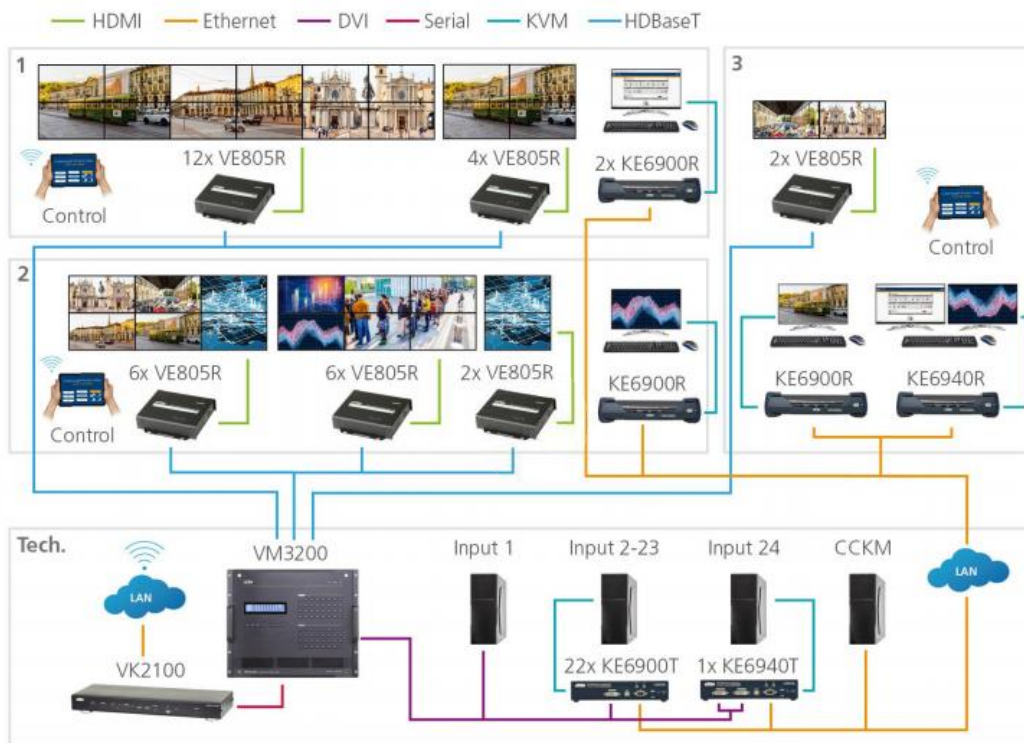 HDMI
Ethernet
DVI
Serial
KVM
HDBaseT
1
12x VE805R
4x VE805R
2x KE6900R
Control
2
6x VE805R
6x VE805R
2x VE805R
KE6900R
Control
3
2x VE805R
Control
KE6900R
KE6940R
Tech.
LAN
VK2100
VM3200
Input 1
Input 2-23
Input 24
CCKM
22x KE6900T
1x KE6940T
LAN